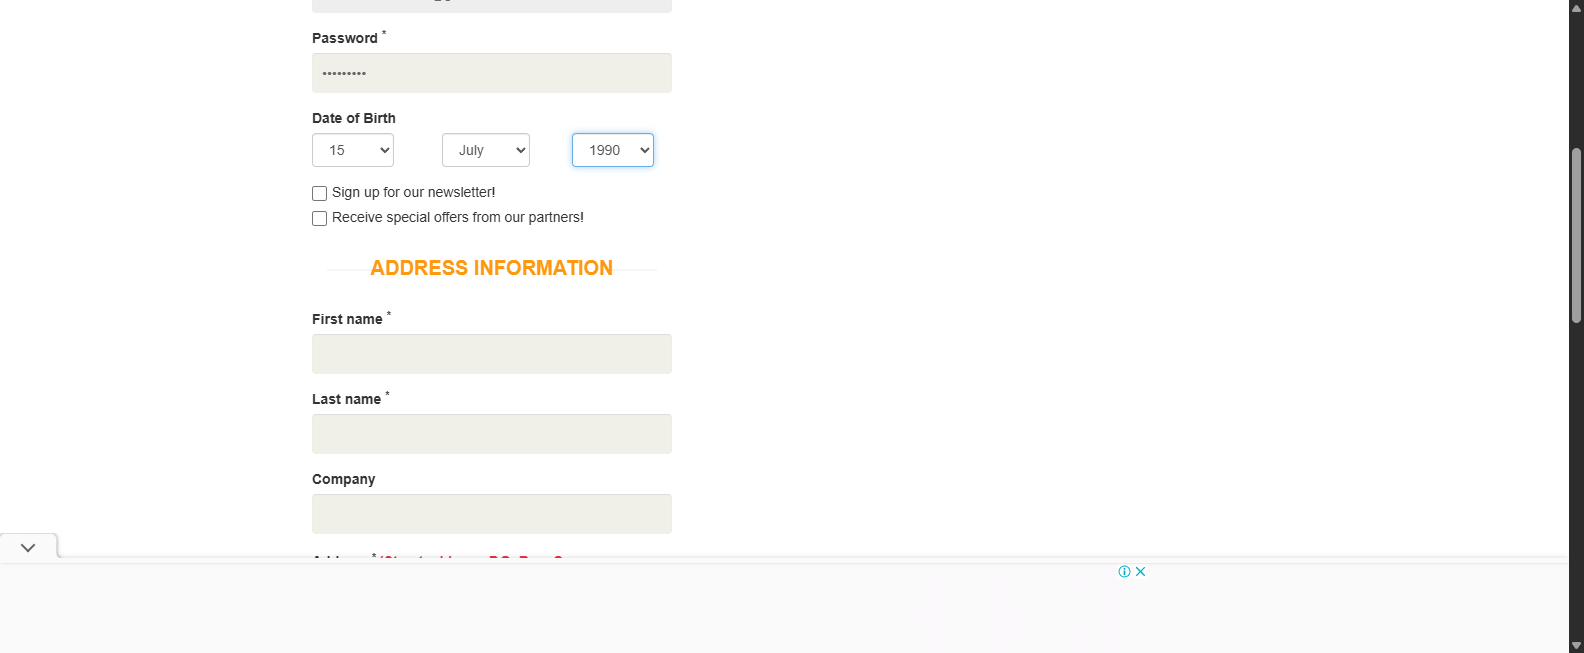 Password *
•••••••••
Date of Birth
15 July 1990
Sign up for our newsletter!
Receive special offers from our partners!
ADDRESS INFORMATION
First name *
Last name *
Company